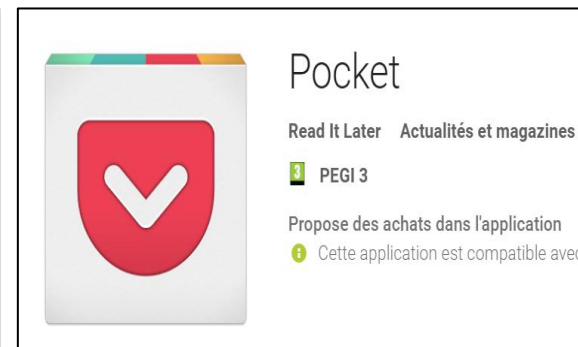 Pocket
Read It Later Actualités et magazines
3 PEGI 3
Propose des achats dans l'application
Cette application est compatible avec